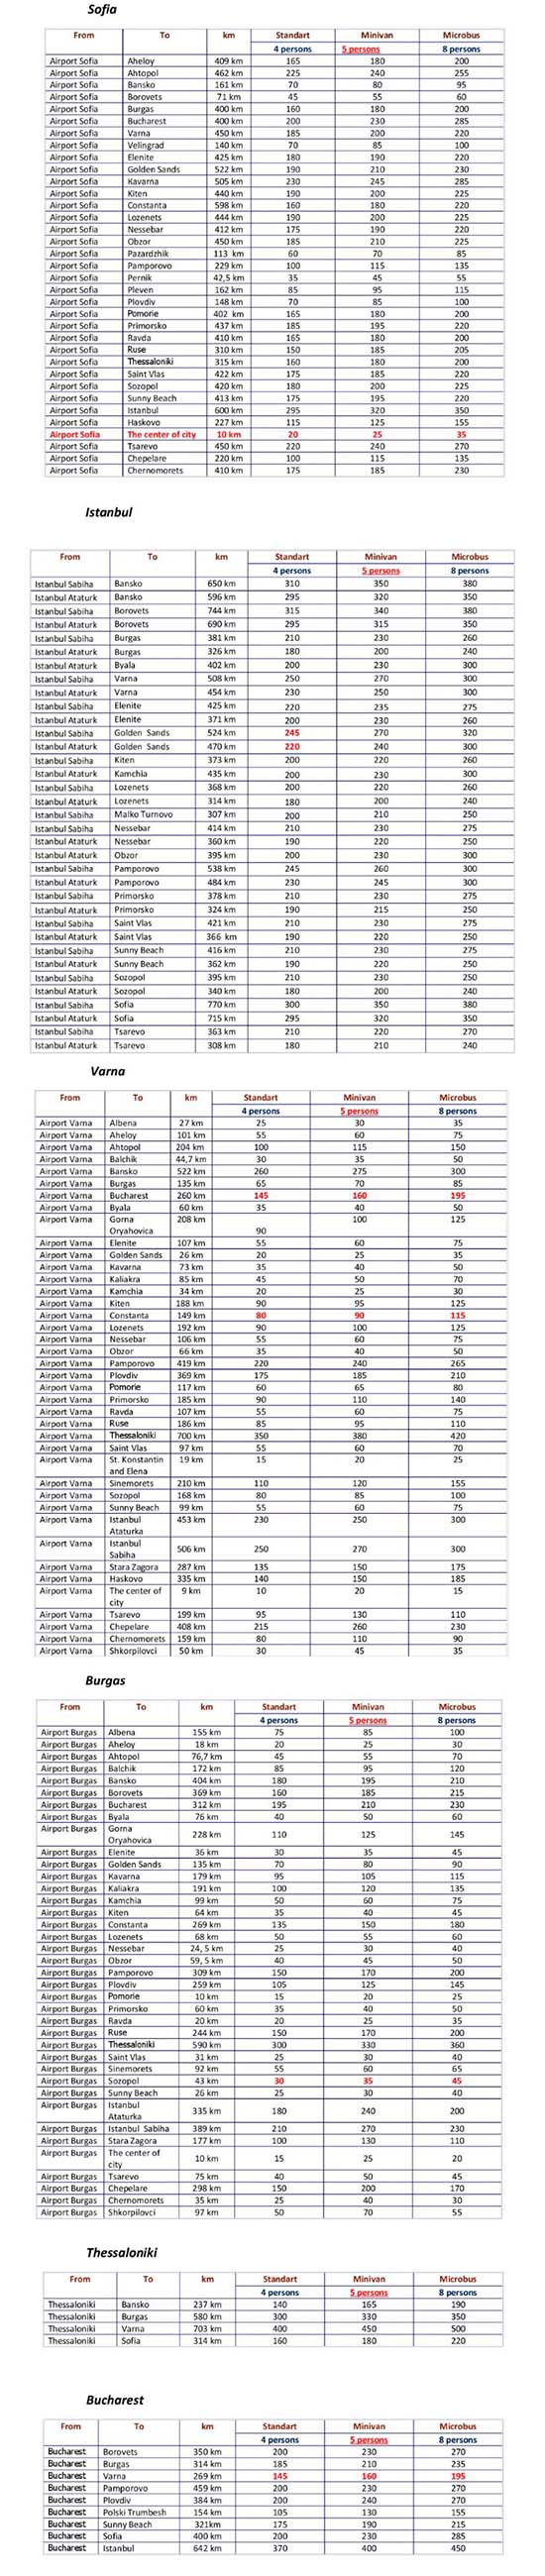 Sofia
From To km Standart Minivan Microbus
4 persons 5 persons 8 persons
Airport Sofia Aheloy 409 km 165 180 200
Airport Sofia Ahtopol 462 km 225 240 255
Airport Sofia Bansko 161 km 70 80 95
Airport Sofia Borovets 71 km 45 55 60
Airport Sofia Burgas 400 km 160 180 200
Airport Sofia Bucharest 400 km 200 230 285
Airport Sofia Varna 450 km 185 200 220
Airport Sofia Velingrad 140 km 70 85 100
Airport Sofia Elenite 425 km 180 190 220
Airport Sofia Golden Sands 522 km 190 210 230
Airport Sofia Kavarna 505 km 230 245 285
Airport Sofia Kiten 440 km 190 200 225
Airport Sofia Constanta 598 km 160 180 220
Airport Sofia Lozenets 444 km 190 200 225
Airport Sofia Nessebar 412 km 175 190 220
Airport Sofia Obzor 450 km 185 210 225
Airport Sofia Pazardzhik 113 km 60 70 85
Airport Sofia Pamporovo 229 km 100 115 135
Airport Sofia Pernik 42,5 km 35 45 55
Airport Sofia Pleven 162 km 85 95 115
Airport Sofia Plovdiv 148 km 70 85 100
Airport Sofia Pomorie 402 km 165 180 200
Airport Sofia Primorsko 437 km 185 195 220
Airport Sofia Ravda 410 km 165 180 200
Airport Sofia Ruse 310 km 150 185 205
Airport Sofia Thessaloniki 315 km 160 180 200
Airport Sofia Saint Vlas 422 km 175 185 220
Airport Sofia Sozopol 420 km 180 200 225
Airport Sofia Sunny Beach 413 km 175 195 220
Airport Sofia Istanbul 600 km 295 320 350
Airport Sofia Haskovo 227 km 115 125 155
Airport Sofia The center of city 10 km 20 25 35
Airport Sofia Tsarevo 450 km 220 240 270
Airport Sofia Chepelare 220 km 100 115 135
Airport Sofia Chernomorets 410 km 175 185 230
Istanbul
From To km Standart Minivan Microbus
4 persons 5 persons 8 persons
Istanbul Sabiha Bansko 650 km 310 350 380
Istanbul Ataturk Bansko 596 km 295 320 350
Istanbul Sabiha Borovets 744 km 315 340 380
Istanbul Ataturk Borovets 690 km 295 315 350
Istanbul Sabiha Burgas 381 km 210 230 260
Istanbul Ataturk Burgas 326 km 180 200 240
Istanbul Ataturk Byala 402 km 200 230 300
Istanbul Sabiha Varna 508 km 250 270 300
Istanbul Ataturk Varna 454 km 230 250 300
Istanbul Sabiha Elenite 425 km 220 235 275
Istanbul Ataturk Elenite 371 km 200 230 260
Istanbul Sabiha Golden Sands 524 km 245 270 320
Istanbul Ataturk Golden Sands 470 km 220 240 300
Istanbul Sabiha Kiten 373 km 200 220 260
Istanbul Ataturk Kamchia 435 km 200 230 300
Istanbul Sabiha Lozenets 368 km 200 220 260
Istanbul Ataturk Lozenets 314 km 180 200 240
Istanbul Sabiha Malko Turnovo 307 km 200 210 250
Istanbul Sabiha Nessebar 414 km 210 230 275
Istanbul Ataturk Nessebar 360 km 190 220 250
Istanbul Ataturk Obzor 395 km 200 230 300
Istanbul Sabiha Pamporovo 538 km 245 260 300
Istanbul Ataturk Pamporovo 484 km 230 245 300
Istanbul Sabiha Primorsko 378 km 210 230 275
Istanbul Ataturk Primorsko 324 km 190 215 250
Istanbul Sabiha Saint Vlas 421 km 210 230 275
Istanbul Ataturk Saint Vlas 366 km 190 220 250
Istanbul Sabiha Sunny Beach 416 km 210 230 275
Istanbul Ataturk Sunny Beach 362 km 190 220 250
Istanbul Sabiha Sozopol 395 km 210 230 250
Istanbul Ataturk Sozopol 340 km 180 200 240
Istanbul Sabiha Sofia 770 km 300 350 380
Istanbul Ataturk Sofia 715 km 295 320 350
Istanbul Sabiha Tsarevo 363 km 210 220 270
Istanbul Ataturk Tsarevo 308 km 180 210 240
Varna
From To km Standart Minivan Microbus
4 persons 5 persons 8 persons
Airport Varna Albena 27 km 25 30 35
Airport Varna Aheloy 101 km 55 60 75
Airport Varna Ahtopol 204 km 100 115 150
Airport Varna Balchik 44,7 km 30 35 50
Airport Varna Bansko 522 km 260 275 300
Airport Varna Burgas 135 km 65 70 85
Airport Varna Bucharest 260 km 145 160 195
Airport Varna Byala 60 km 35 40 50
Airport Varna Gorna 208 km 100 125
Oryahovica 90
Airport Varna Elenite 107 km 55 60 75
Airport Varna Golden Sands 26 km 20 25 35
Airport Varna Kavarna 73 km 35 40 50
Airport Varna Kaliakra 85 km 45 50 70
Airport Varna Kamchia 34 km 20 25 30
Airport Varna Kiten 188 km 90 95 125
Airport Varna Constanta 149 km 80 90 115
Airport Varna Lozenets 192 km 90 100 125
Airport Varna Nessebar 106 km 55 60 75
Airport Varna Obzor 66 km 35 40 50
Airport Varna Pamporovo 419 km 220 240 265
Airport Varna Plovdiv 369 km 175 185 210
Airport Varna Pomorie 117 km 60 65 80
Airport Varna Primorsko 185 km 90 110 140
Airport Varna Ravda 107 km 55 60 75
Airport Varna Ruse 186 km 85 95 110
Airport Varna Thessaloniki 700 km 350 380 420
Airport Varna Saint Vlas 97 km 55 60 70
Airport Varna St. Konstantin 19 km 15 20 25
and Elena
Airport Varna Sinemorets 210 km 110 120 155
Airport Varna Sozopol 168 km 80 85 100
Airport Varna Sunny Beach 99 km 55 60 75
Airport Varna Istanbul 453 km 230 250 300
Ataturka
Airport Varna Istanbul 506 km 250 270 300
Sabiha
Airport Varna Stara Zagora 287 km 135 150 175
Airport Varna Haskovo 335 km 140 150 185
Airport Varna The center of 9 km 10 20 15
city
Airport Varna Tsarevo 199 km 95 130 110
Airport Varna Chepelare 408 km 215 260 230
Airport Varna Chernomorets 159 km 80 110 90
Airport Varna Shkorpilovci 50 km 30 45 35
Burgas
From To km Standart Minivan Microbus
4 persons 5 persons 8 persons
Airport Burgas Albena 155 km 75 85 100
Airport Burgas Aheloy 18 km 20 25 30
Airport Burgas Ahtopol 76,7 km 45 55 70
Airport Burgas Balchik 172 km 85 95 120
Airport Burgas Bansko 404 km 180 195 210
Airport Burgas Borovets 369 km 160 185 215
Airport Burgas Bucharest 312 km 195 210 230
Airport Burgas Byala 76 km 40 50 60
Airport Burgas Gorna 228 km 110 125 145
Oryahovica
Airport Burgas Elenite 36 km 30 35 45
Airport Burgas Golden Sands 135 km 70 80 90
Airport Burgas Kavarna 179 km 95 105 115
Airport Burgas Kaliakra 191 km 100 120 135
Airport Burgas Kamchia 99 km 50 60 75
Airport Burgas Kiten 64 km 35 40 45
Airport Burgas Constanta 269 km 135 150 180
Airport Burgas Lozenets 68 km 50 55 60
Airport Burgas Nessebar 24, 5 km 25 30 40
Airport Burgas Obzor 59, 5 km 40 45 50
Airport Burgas Pamporovo 309 km 150 170 200
Airport Burgas Plovdiv 259 km 105 125 145
Airport Burgas Pomorie 10 km 15 20 25
Airport Burgas Primorsko 60 km 35 40 50
Airport Burgas Ravda 20 km 20 25 35
Airport Burgas Ruse 244 km 150 170 200
Airport Burgas Thessaloniki 590 km 300 330 360
Airport Burgas Saint Vlas 31 km 25 30 40
Airport Burgas Sinemorets 92 km 55 60 65
Airport Burgas Sozopol 43 km 30 35 45
Airport Burgas Sunny Beach 26 km 25 30 40
Airport Burgas Istanbul 335 km 180 240 200
Ataturka
Airport Burgas Istanbul Sabiha 389 km 210 270 230
Airport Burgas Stara Zagora 177 km 100 130 110
Airport Burgas The center of 10 km 15 25 20
city
Airport Burgas Tsarevo 75 km 40 50 45
Airport Burgas Chepelare 298 km 150 200 170
Airport Burgas Chernomorets 35 km 25 40 30
Airport Burgas Shkorpilovci 97 km 50 70 55
Thessaloniki
From To km Standart Minivan Microbus
4 persons 5 persons 8 persons
Thessaloniki Bansko 237 km 140 165 190
Thessaloniki Burgas 580 km 300 330 350
Thessaloniki Varna 703 km 400 450 500
Thessaloniki Sofia 314 km 160 180 220
Bucharest
From To km Standart Minivan Microbus
4 persons 5 persons 8 persons
Bucharest Borovets 350 km 200 230 270
Bucharest Burgas 314 km 185 210 235
Bucharest Varna 269 km 145 160 195
Bucharest Pamporovo 459 km 200 230 270
Bucharest Plovdiv 384 km 200 240 270
Bucharest Polski Trumbesh 154 km 105 130 155
Bucharest Sunny Beach 321km 175 190 215
Bucharest Sofia 400 km 200 230 285
Bucharest Istanbul 642 km 370 400 450